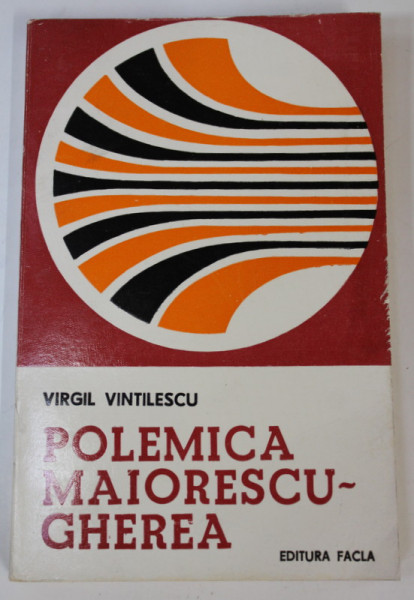 VIRGIL VINTILESCU
POLEMICA
MAIORESCU-
GHEREA
EDITURA FACLA